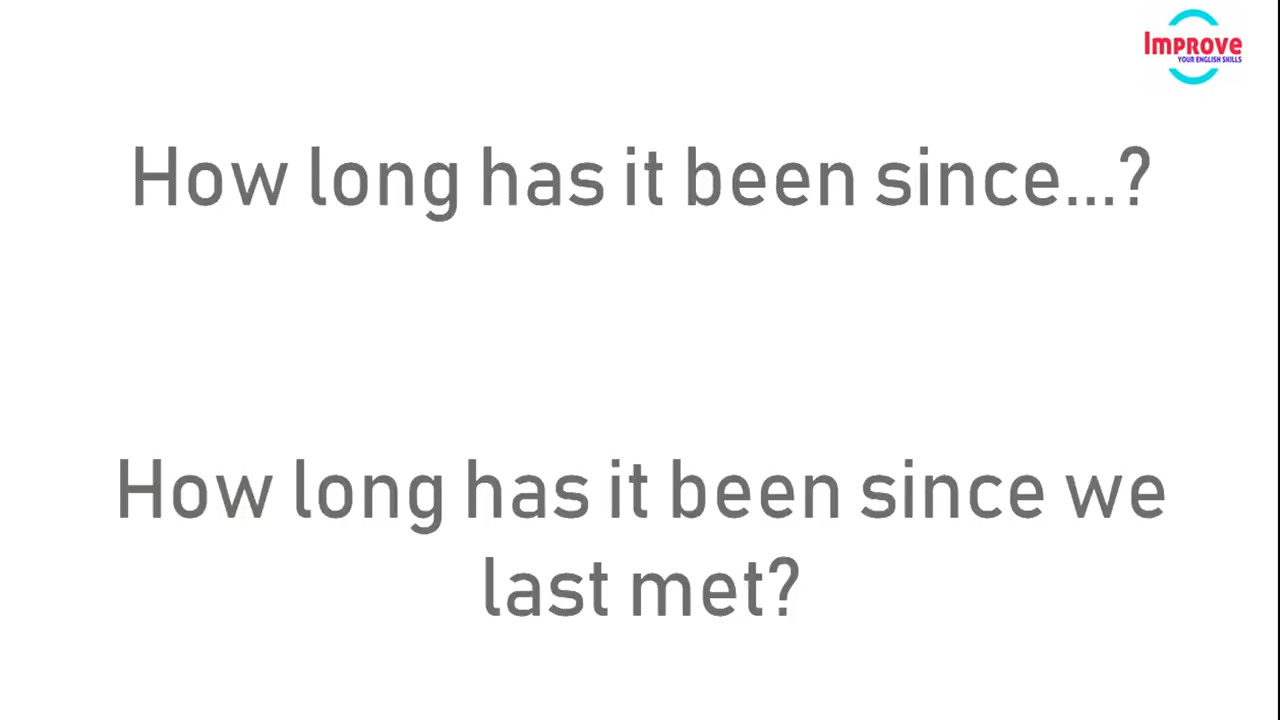 Improve
YOUR ENGLISH SKILLS
How long has it been since...?
How long has it been since we
last met?